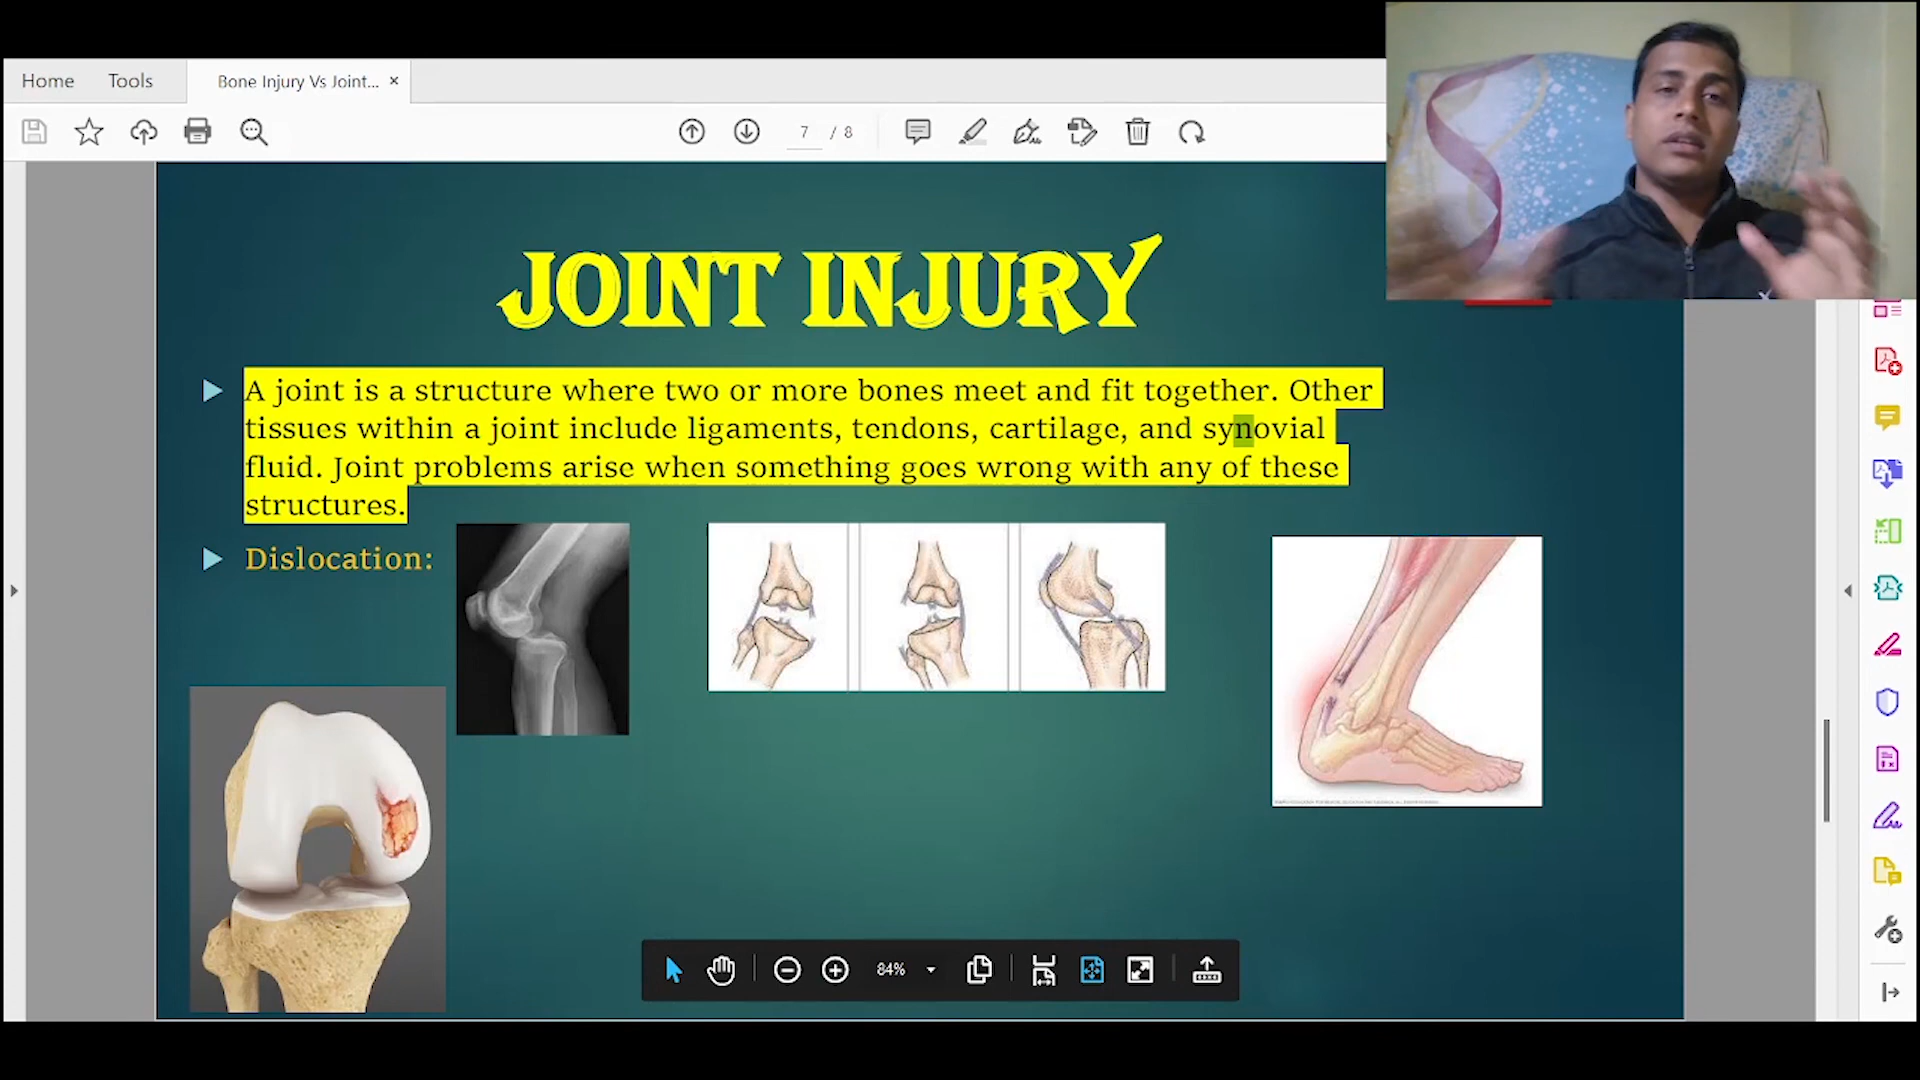 Home Tools Bone Injury Vs Joint... ×
7 / 8
JOINT INJURY
A joint is a structure where two or more bones meet and fit together. Other
tissues within a joint include ligaments, tendons, cartilage, and synovial
fluid. Joint problems arise when something goes wrong with any of these
structures.
Dislocation:
84%